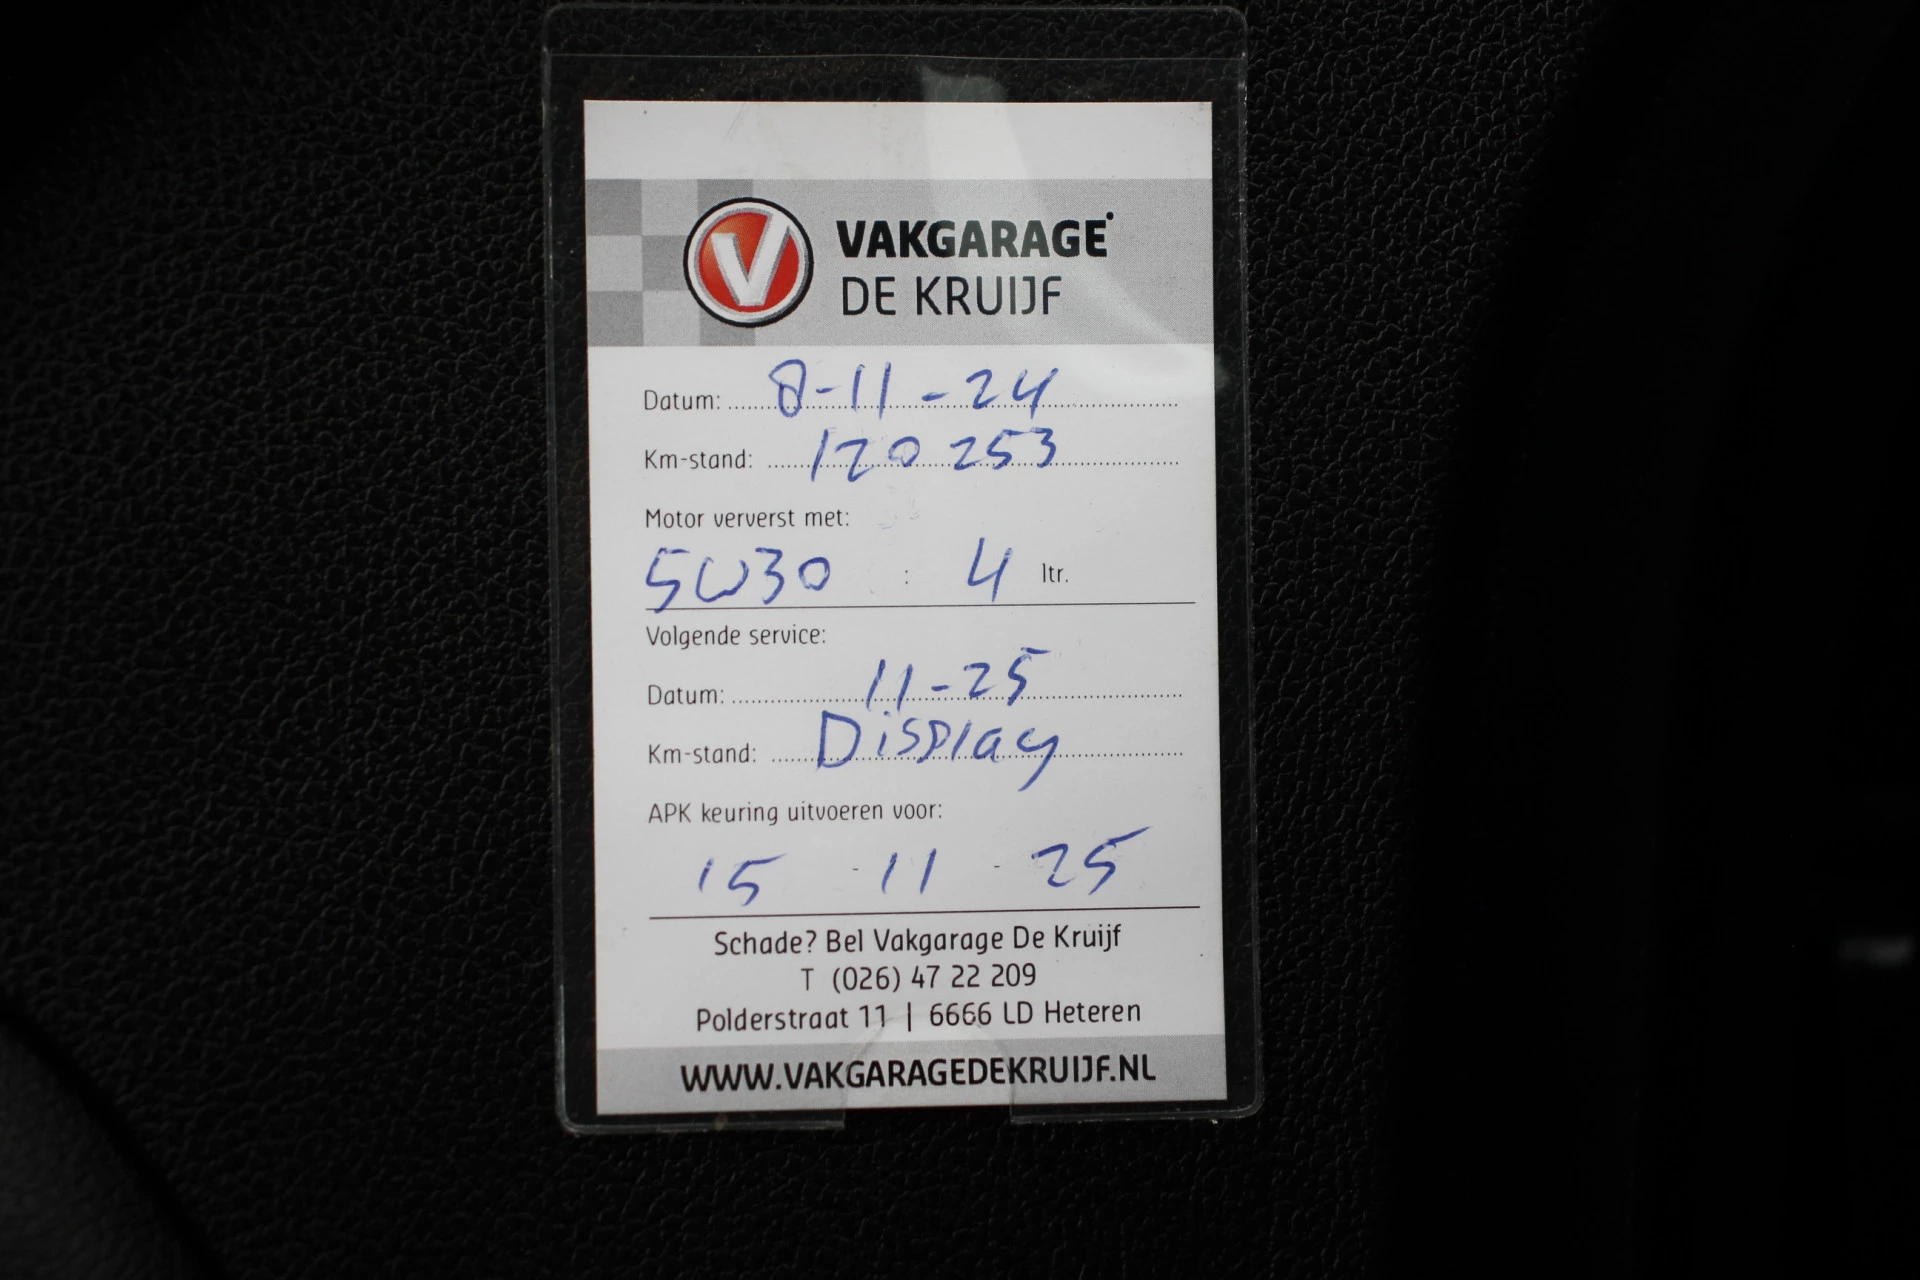 VAKGARAGE
DE KRUIJF
Datum: 8-11-24
Km-stand: 120 253
Motor ververst met:
5W30 : 4 ltr.
Volgende service:
Datum: 11-25
Km-stand: Display
APK keuring uitvoeren voor:
15 - 11 - 25
Schade? Bel Vakgarage De Kruijf
T (026) 47 22 209
Polderstraat 11 | 6666 LD Heteren
WWW.VAKGARAGEDEKRUIJF.NL